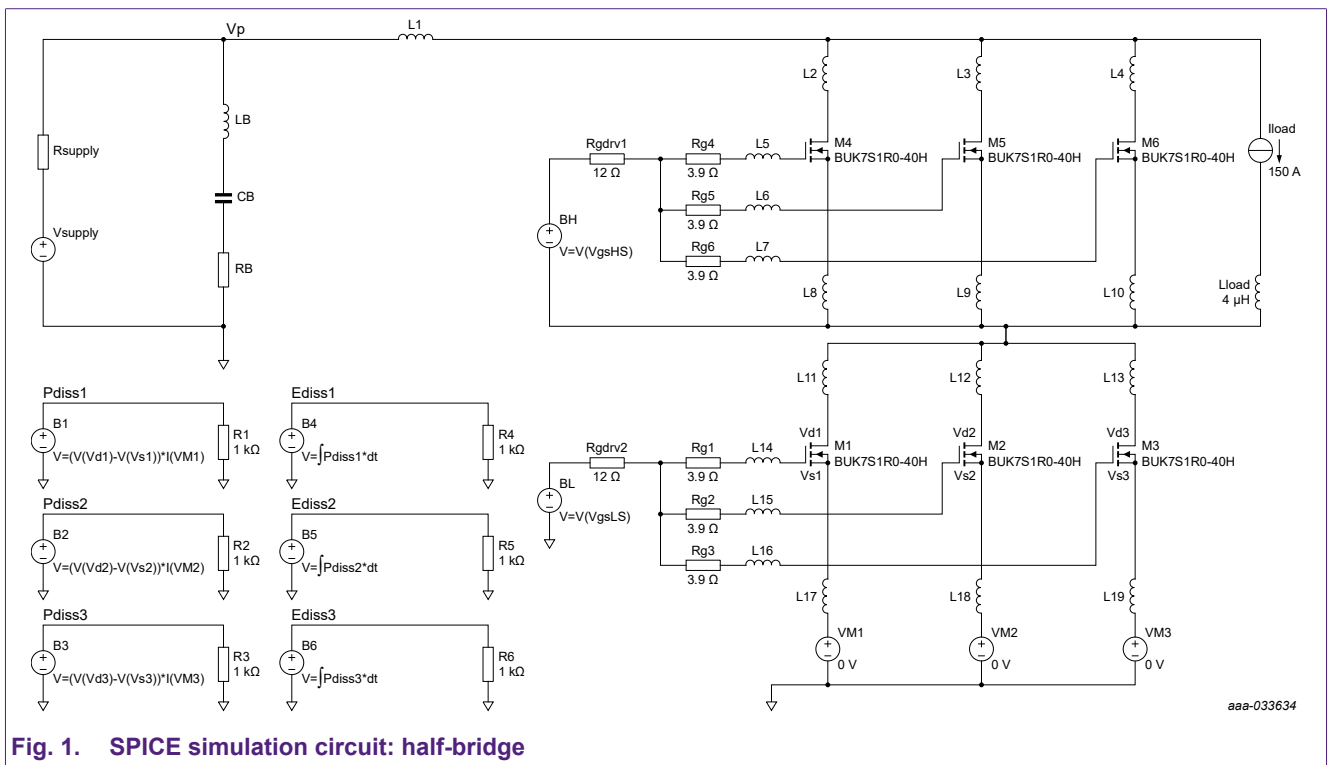 Vp
L1
L2
L3
L4
LB
Rsupply
CB
Vsupply
RB
Rgdrv1
12 Ω
Rg4
3.9 Ω
L5
M4
BUK7S1R0-40H
M5
BUK7S1R0-40H
M6
BUK7S1R0-40H
Iload
150 A
Rg5
3.9 Ω
L6
BH
V=V(VgsHS)
Rg6
3.9 Ω
L7
L8
L9
L10
Lload
4 µH
L11
L12
L13
Pdiss1
B1
V=(V(Vd1)-V(Vs1))*I(VM1)
R1
1 kΩ
Ediss1
B4
V=∫Pdiss1*dt
R4
1 kΩ
Pdiss2
B2
V=(V(Vd2)-V(Vs2))*I(VM2)
R2
1 kΩ
Ediss2
B5
V=∫Pdiss2*dt
R5
1 kΩ
Pdiss3
B3
V=(V(Vd3)-V(Vs3))*I(VM3)
R3
1 kΩ
Ediss3
B6
V=∫Pdiss3*dt
R6
1 kΩ
Rgdrv2
12 Ω
BL
V=V(VgsLS)
Rg1
3.9 Ω
L14
Vd1
M1
BUK7S1R0-40H
Vs1
Vd2
M2
BUK7S1R0-40H
Vs2
Vd3
M3
BUK7S1R0-40H
Vs3
Rg2
3.9 Ω
L15
Rg3
3.9 Ω
L16
L17
L18
L19
VM1
0 V
VM2
0 V
VM3
0 V
aaa-033634
Fig. 1. SPICE simulation circuit: half-bridge